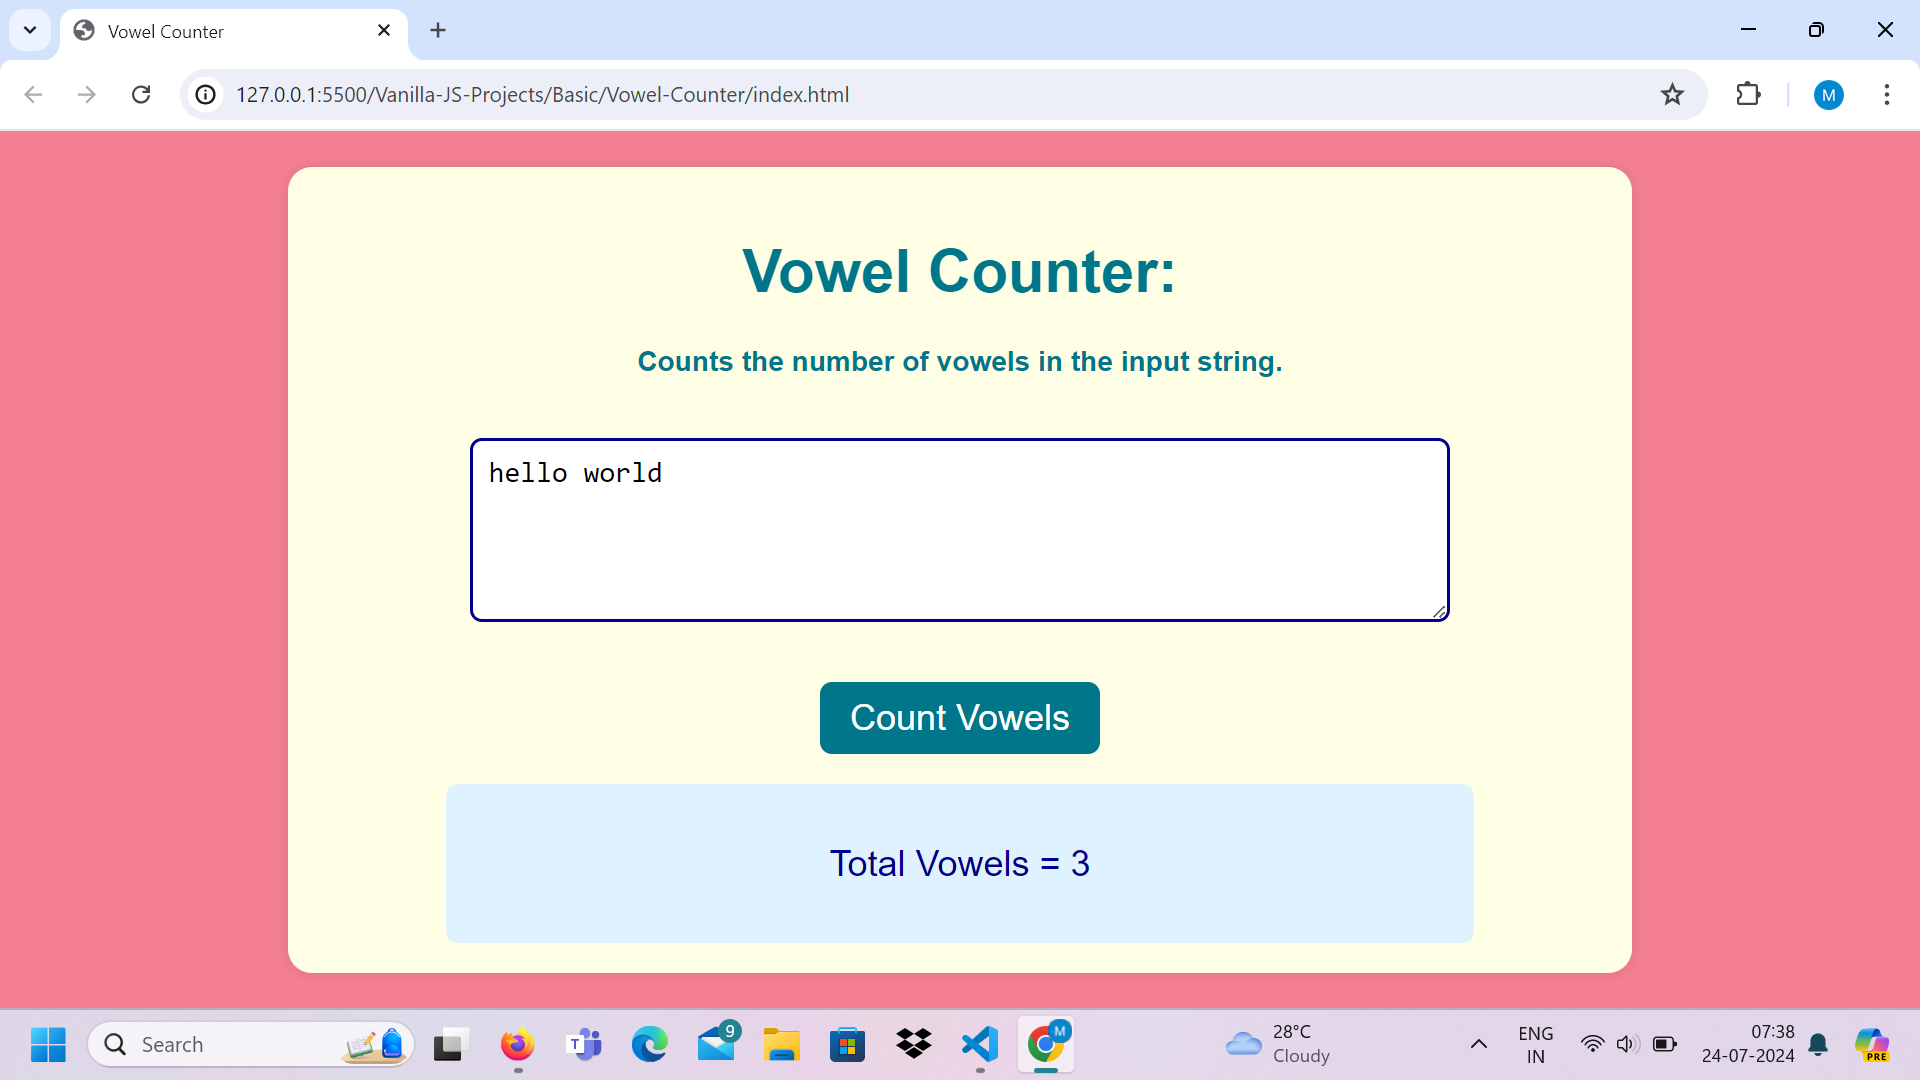 Vowel Counter
127.0.0.1:5500/Vanilla-JS-Projects/Basic/Vowel-Counter/index.html
M
Vowel Counter:
Counts the number of vowels in the input string.
hello world
Count Vowels
Total Vowels = 3
Search
T
9
M
28°C
Cloudy
ENG
IN
07:38
24-07-2024
PRE